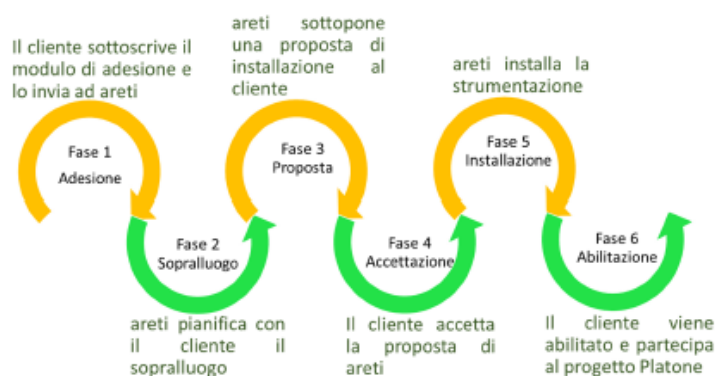 Il cliente sottoscrive il
modulo di adesione e
lo invia ad areti
Fase 1
Adesione
Fase 2
Sopralluogo
areti pianifica con
il cliente il
sopralluogo
areti sottopone
una proposta di
installazione al
cliente
Fase 3
Proposta
Fase 4
Accettazione
Il cliente accetta
la proposta di
areti
areti installa la
strumentazione
Fase 5
Installazione
Fase 6
Abilitazione
Il cliente viene
abilitato e partecipa
al progetto Platone